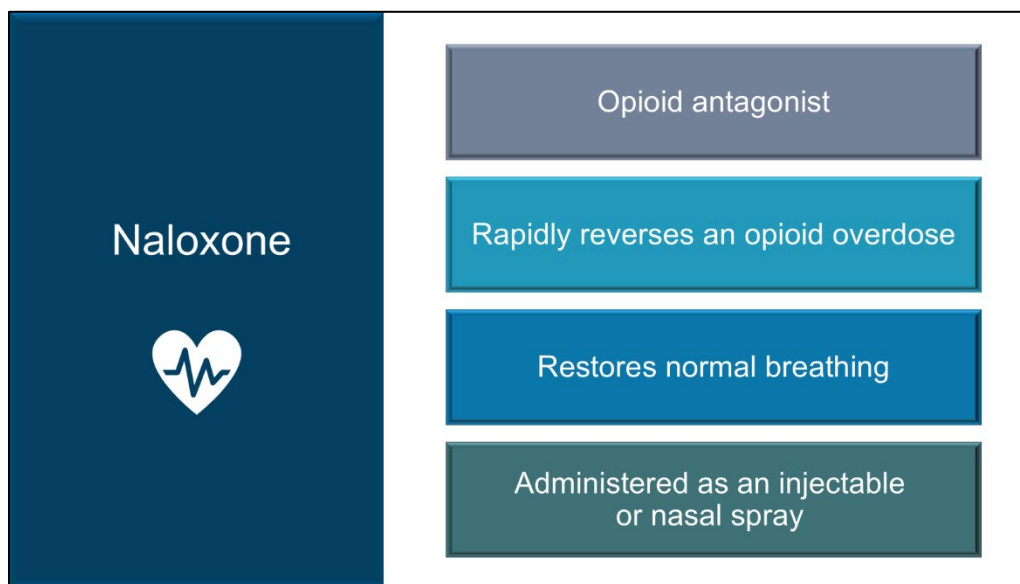 Naloxone
Opioid antagonist
Rapidly reverses an opioid overdose
Restores normal breathing
Administered as an injectable
or nasal spray